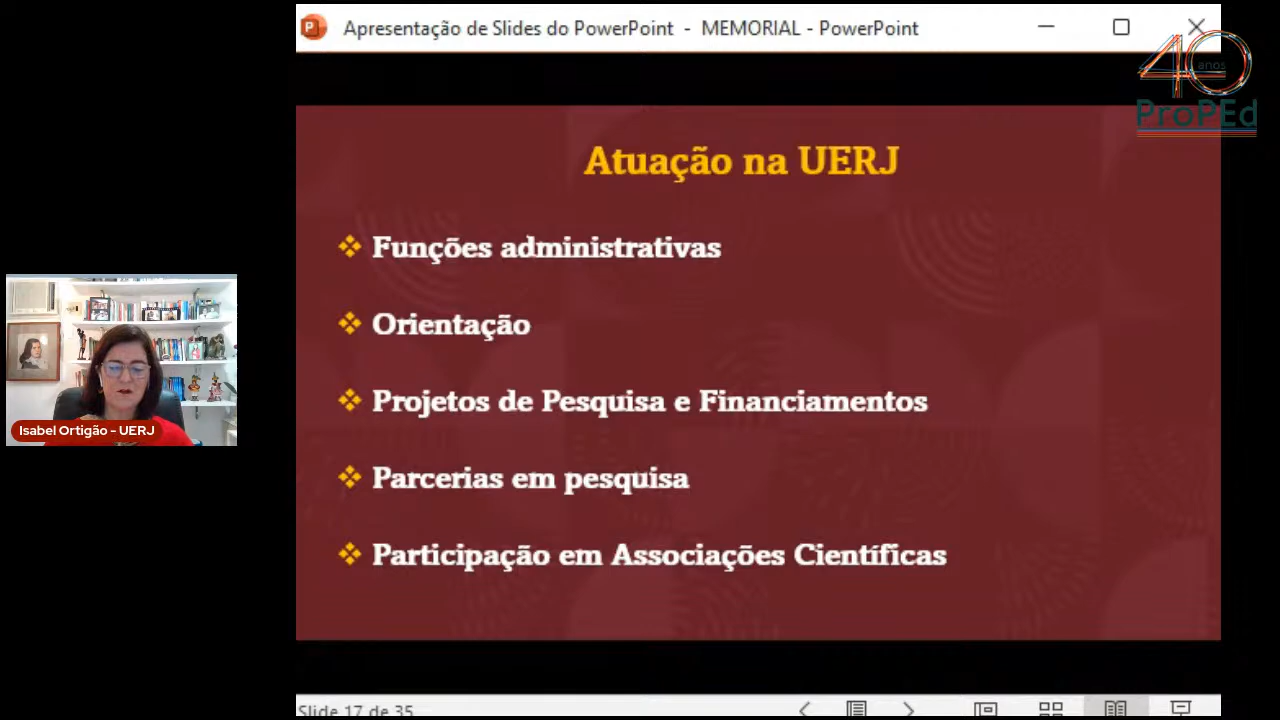 Apresentação de Slides do PowerPoint - MEMORIAL - PowerPoint
40 anos
ProPEd
Atuação na UERJ
Funções administrativas
Orientação
Projetos de Pesquisa e Financiamentos
Parcerias em pesquisa
Participação em Associações Científicas
Isabel Ortigão - UERJ
Slide 17 de 35